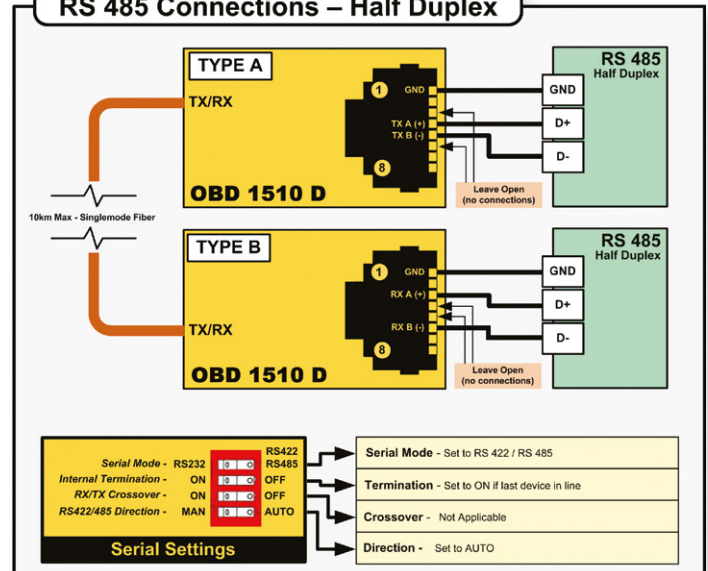 RS 485 Connections – Half Duplex
TYPE A
TX/RX
1
GND
TX A (+)
TX B (-)
8
OBD 1510 D
Leave Open
(no connections)
RS 485
Half Duplex
GND
D+
D-
10km Max - Singlemode Fiber
TYPE B
TX/RX
1
GND
RX A (+)
RX B (-)
8
OBD 1510 D
Leave Open
(no connections)
RS 485
Half Duplex
GND
D+
D-
RS422
Serial Mode - RS232 RS485
Internal Termination - ON OFF
RX/TX Crossover - ON OFF
RS422/485 Direction - MAN AUTO
Serial Settings
Serial Mode - Set to RS 422 / RS 485
Termination - Set to ON if last device in line
Crossover - Not Applicable
Direction - Set to AUTO